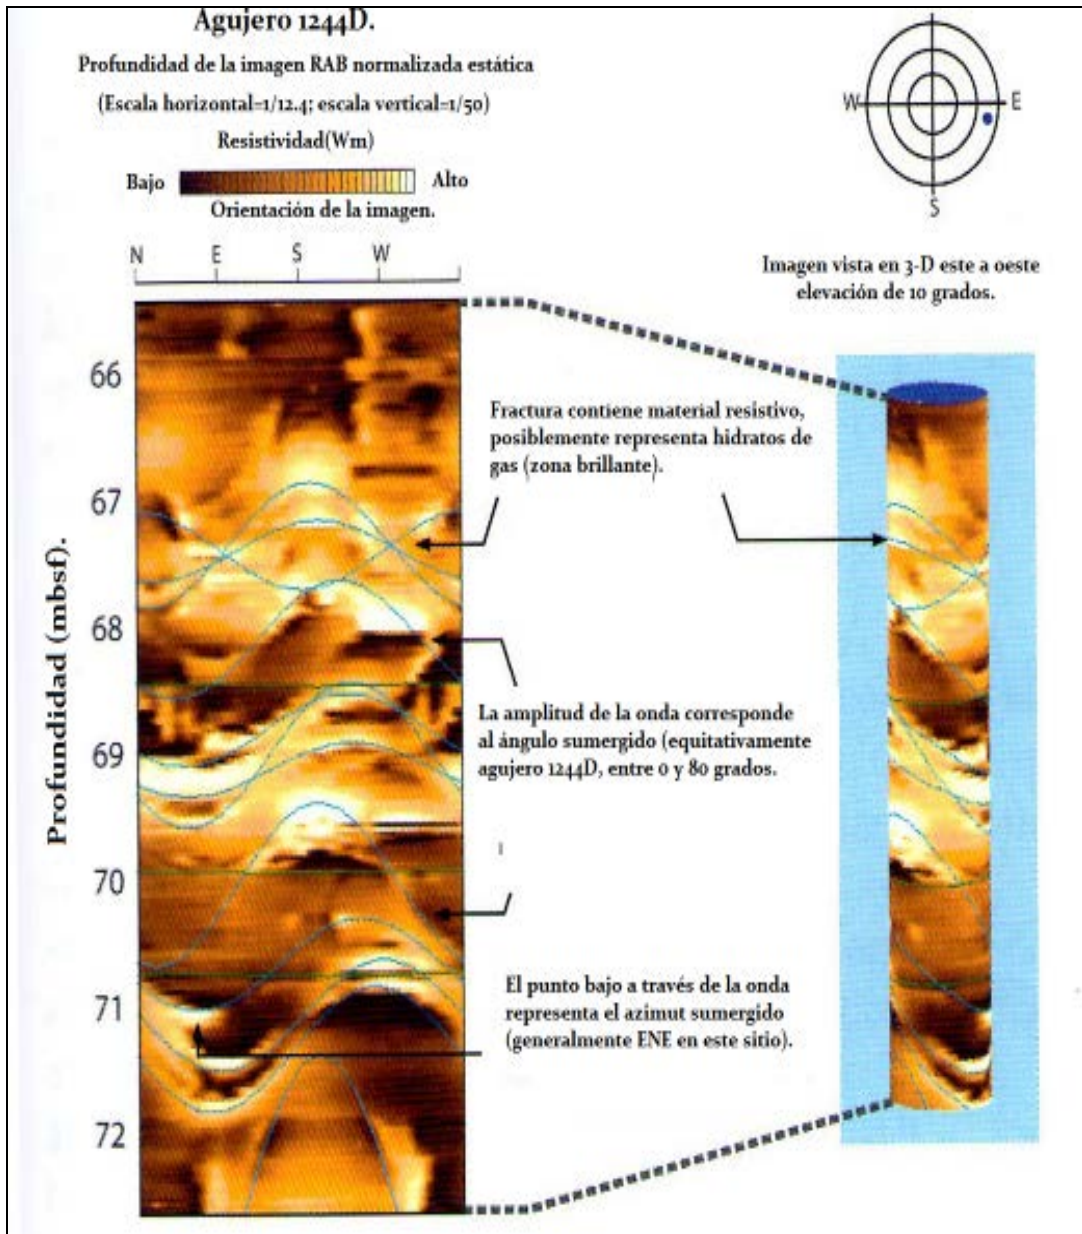 Agujero 1244D.
Profundidad de la imagen RAB normalizada estática
(Escala horizontal=1/12.4; escala vertical=1/50)
Resistividad(Wm)
Bajo
Alto
Orientación de la imagen.
N E S W
W E
S
Imagen vista en 3-D este a oeste
elevación de 10 grados.
Profundidad (mbsf).
66
67
68
69
70
71
72
Fractura contiene material resistivo,
posiblemente representa hidratos de
gas (zona brillante).
La amplitud de la onda corresponde
al ángulo sumergido (equitativamente
agujero 1244D, entre 0 y 80 grados.
El punto bajo a través de la onda
representa el azimut sumergido
(generalmente ENE en este sitio).